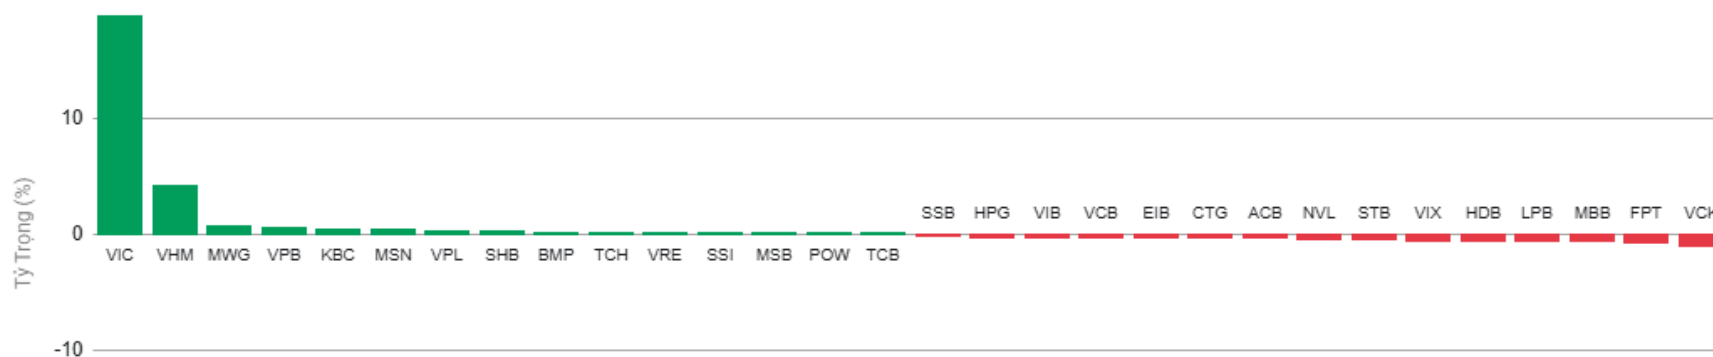 10
Tỷ Trọng (%)
SSB HPG VIB VCB EIB CTG ACB NVL STB VIX HDB LPB MBB FPT
0
VIC VHM MWG VPB KBC MSN VPL SHB BMP TCH VRE SSI MSB POW TCB
-10